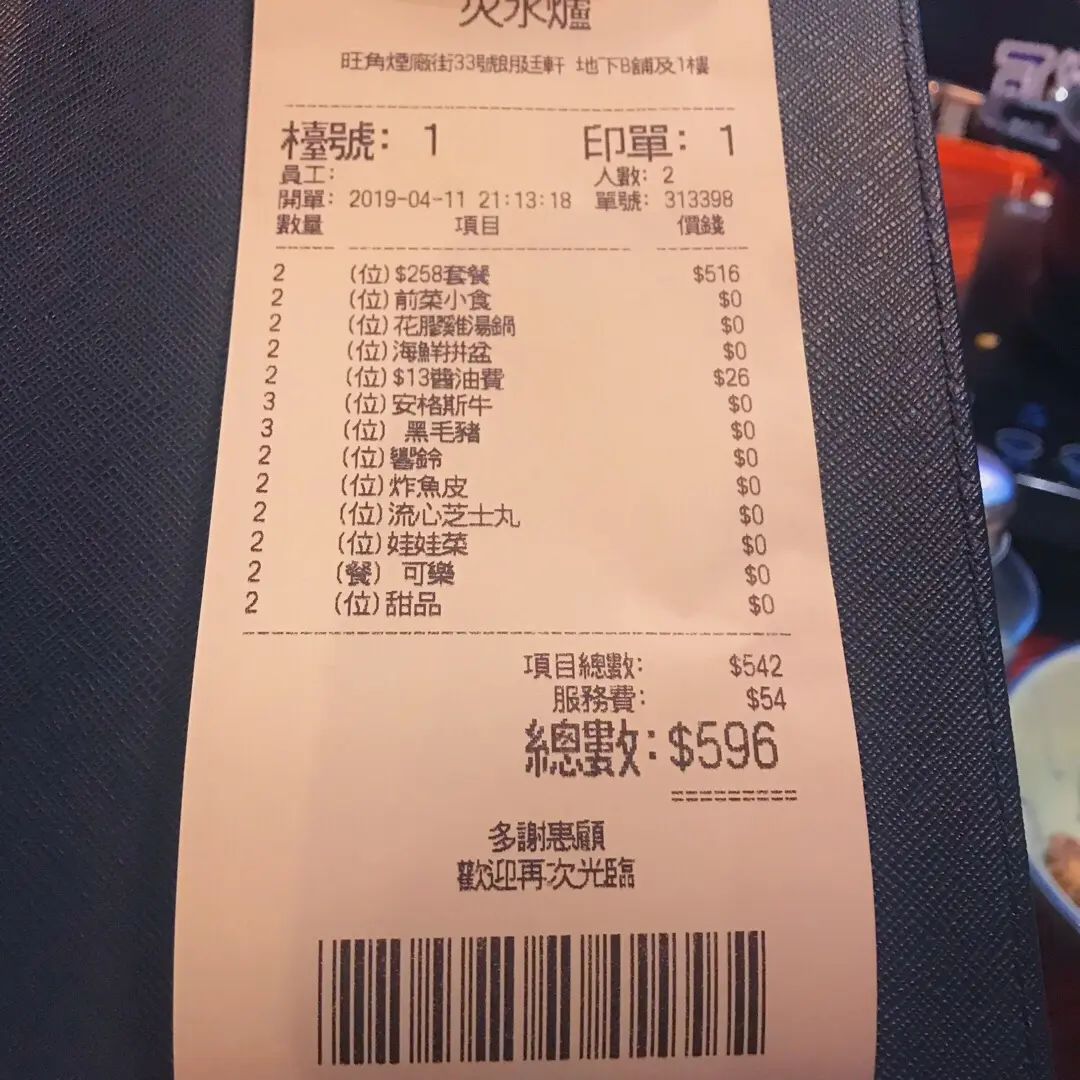 火水爐
旺角煙廠街33號朗廷軒 地下B舖及1樓
檯號: 1 印單: 1
員工: 人數: 2
開單: 2019-04-11 21:13:18 單號: 313398
數量 項目 價錢
2 (位)$258套餐 $516
2 (位)前菜小食 $0
2 (位)花膠雞湯鍋 $0
2 (位)海鮮拼盆 $0
2 (位)$13醬油費 $26
3 (位)安格斯牛 $0
3 (位) 黑毛豬 $0
2 (位)響鈴 $0
2 (位)炸魚皮 $0
2 (位)流心芝士丸 $0
2 (位)娃娃菜 $0
2 (餐) 可樂 $0
2 (位)甜品 $0
項目總數: $542
服務費: $54
總數: $596
多謝惠顧
歡迎再次光臨